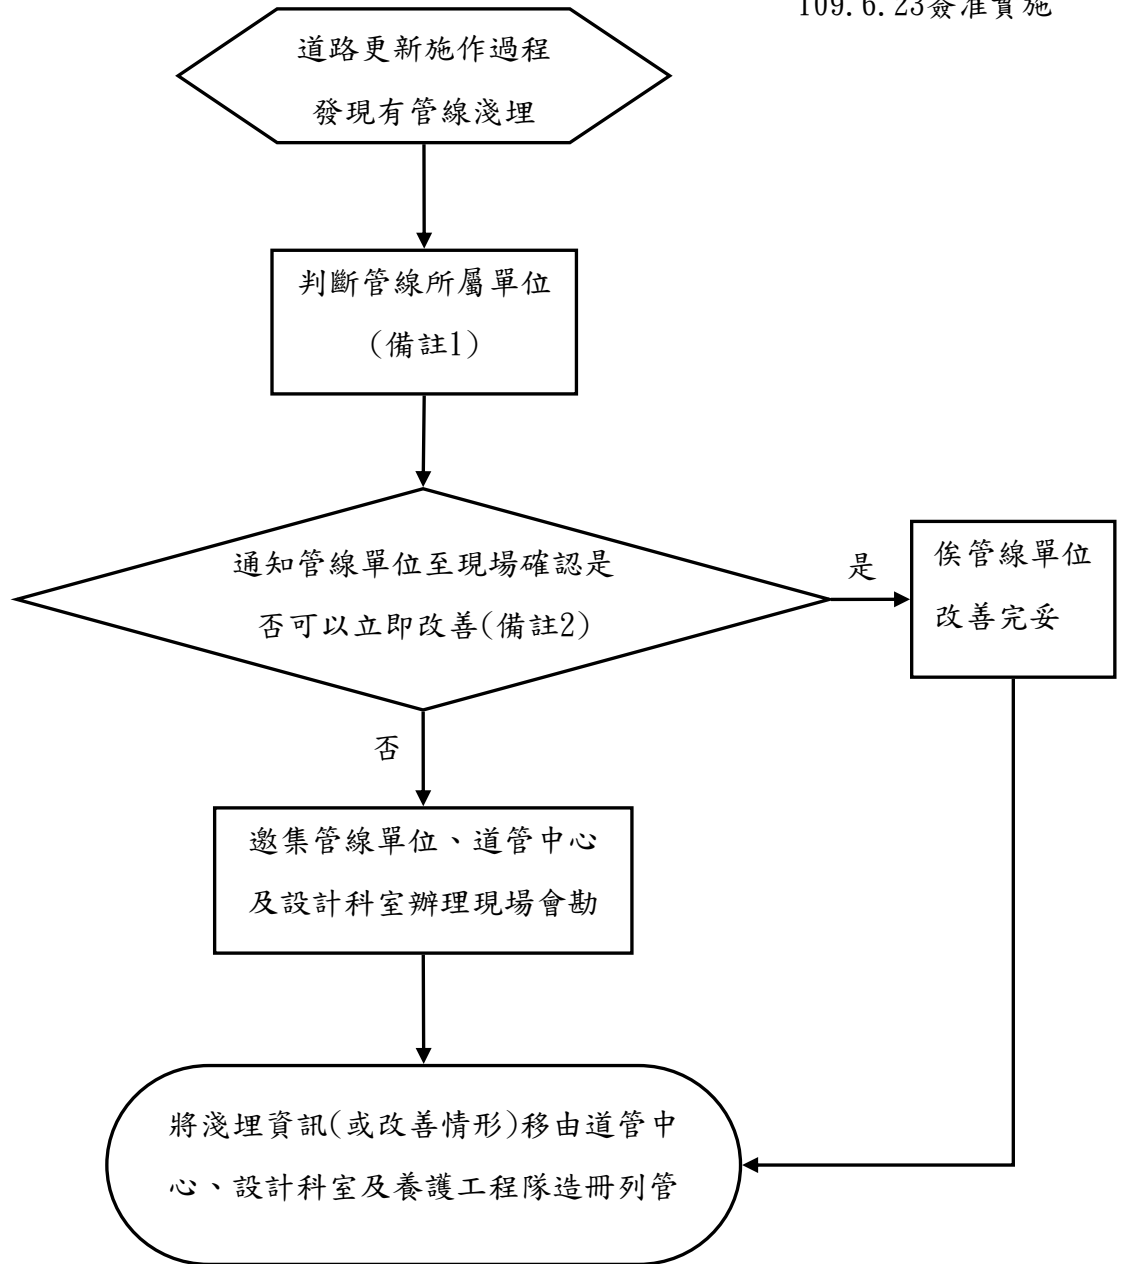 109.6.23簽准實施
道路更新施作過程
發現有管線淺埋
判斷管線所屬單位
(備註1)
通知管線單位至現場確認是
否可以立即改善(備註2)
是
俟管線單位
改善完妥
否
邀集管線單位、道管中心
及設計科室辦理現場會勘
將淺埋資訊(或改善情形)移由道管中
心、設計科室及養護工程隊造冊列管